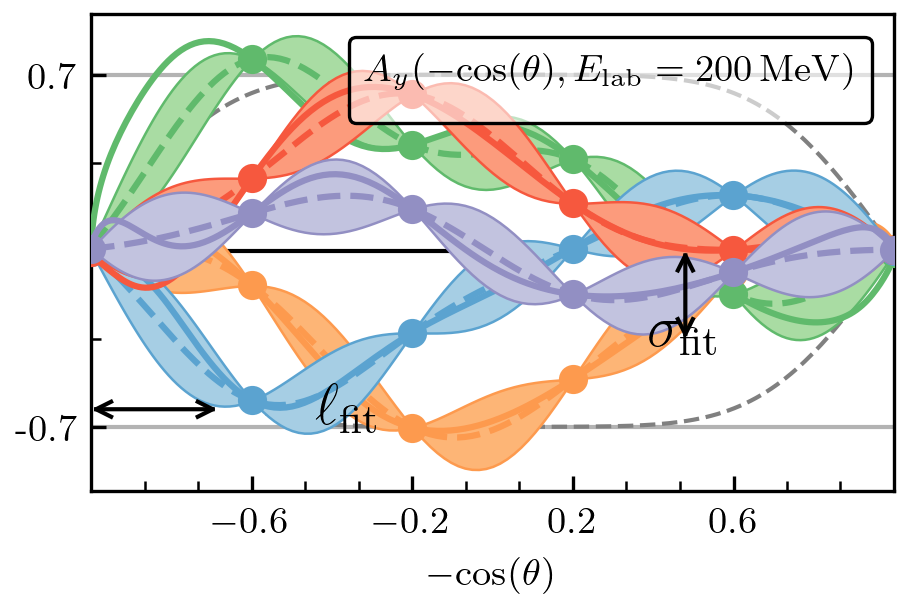 A_y(−cos(θ), E_lab = 200 MeV)
0.7
σ_fit
ℓ_fit
-0.7
−0.6 −0.2 0.2 0.6
−cos(θ)